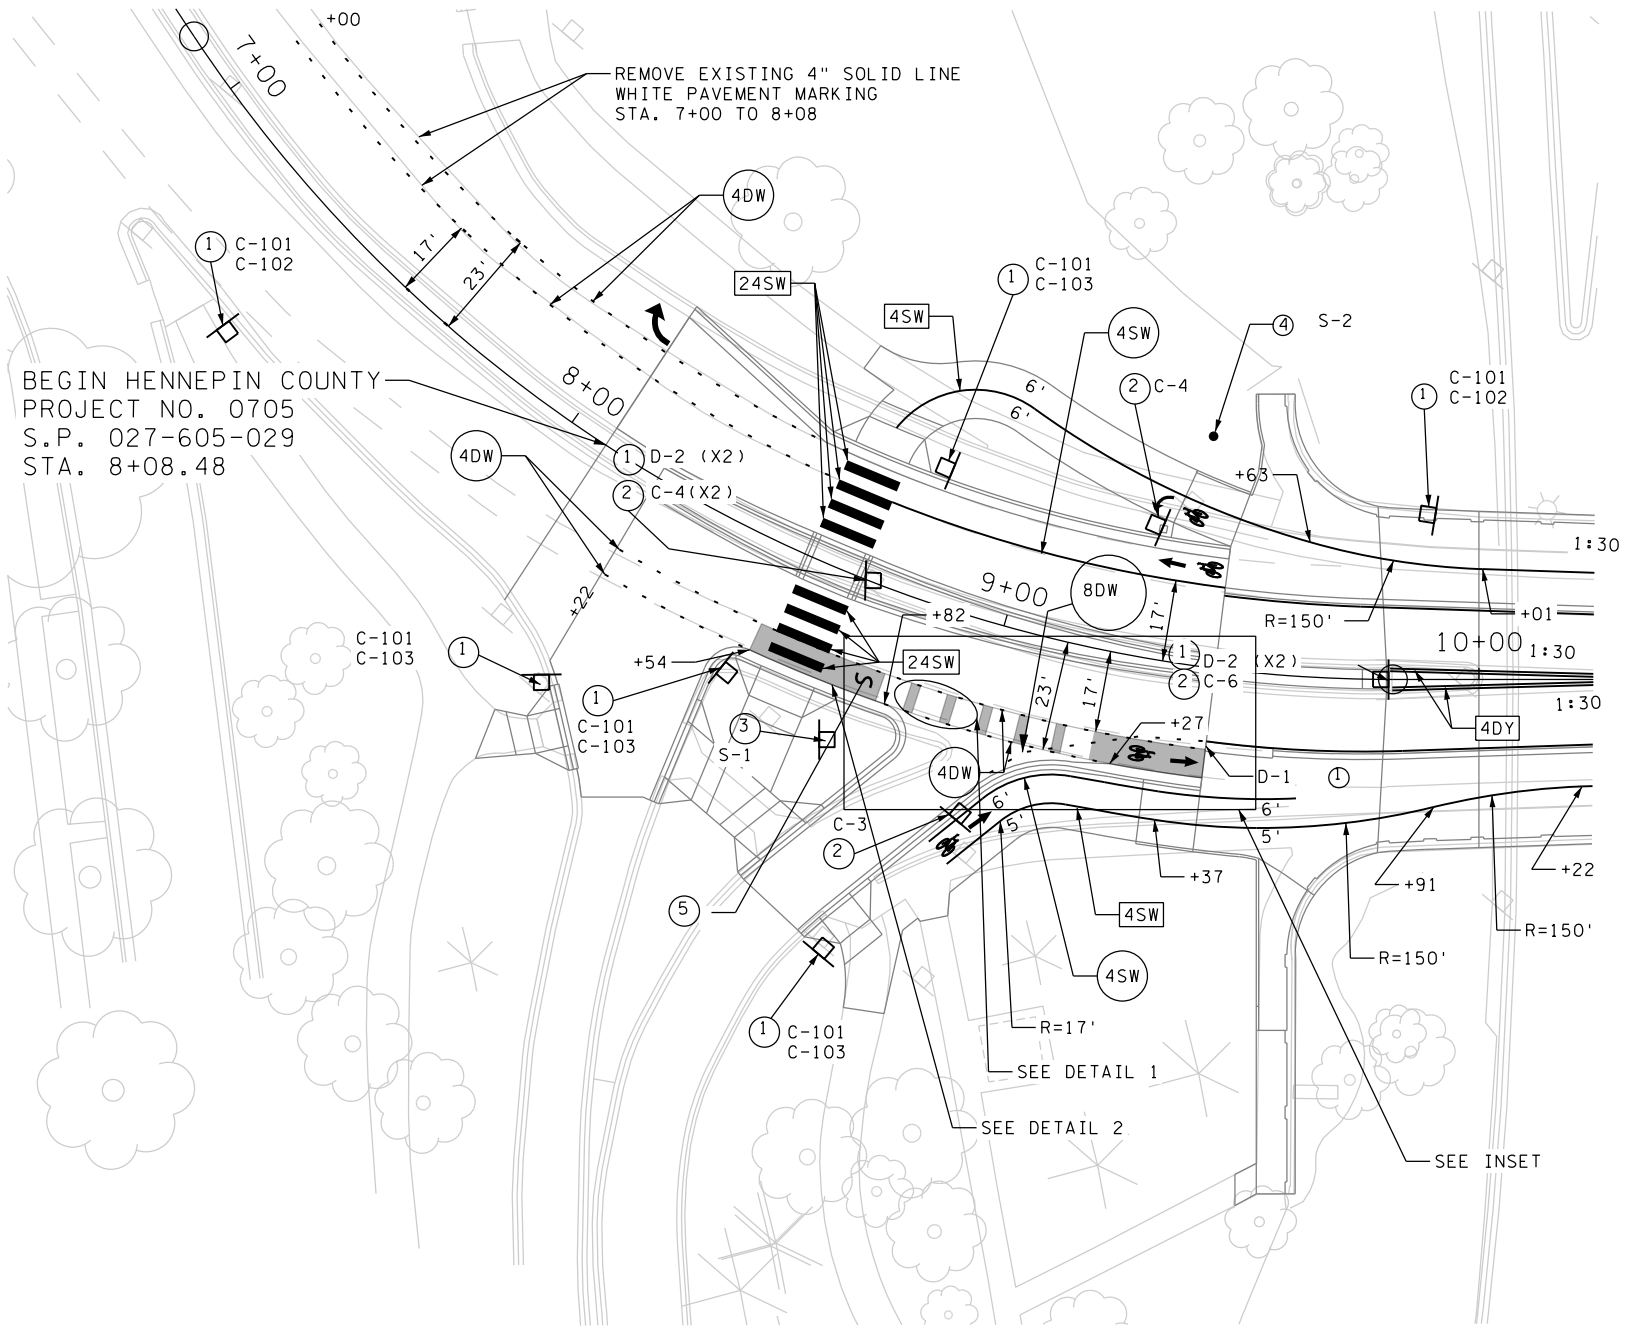 +00
7+00
REMOVE EXISTING 4" SOLID LINE
WHITE PAVEMENT MARKING
STA. 7+00 TO 8+08
4DW
17'
23'
1 C-101
C-102
24SW
1 C-101
C-103
4SW
4SW
4 S-2
6'
6'
2 C-4
1 C-101
C-102
BEGIN HENNEPIN COUNTY
PROJECT NO. 0705
S.P. 027-605-029
STA. 8+08.48
8+00
4DW
1 D-2 (X2)
2 C-4(X2)
+63
1:30
9+00
8DW
17'
+22
+82
R=150'
+01
10+00
1:30
C-101
C-103
1
+54
24SW
1 D-2 (X2)
2 C-6
23'
17'
1:30
1
C-101
C-103
3
S-1
S
+27
4DY
4DW
D-1
1
6'
5'
6'
5'
C-3
2
+37
+91
+22
5
4SW
R=150'
R=150'
4SW
1 C-101
C-103
R=17'
SEE DETAIL 1
SEE DETAIL 2
SEE INSET